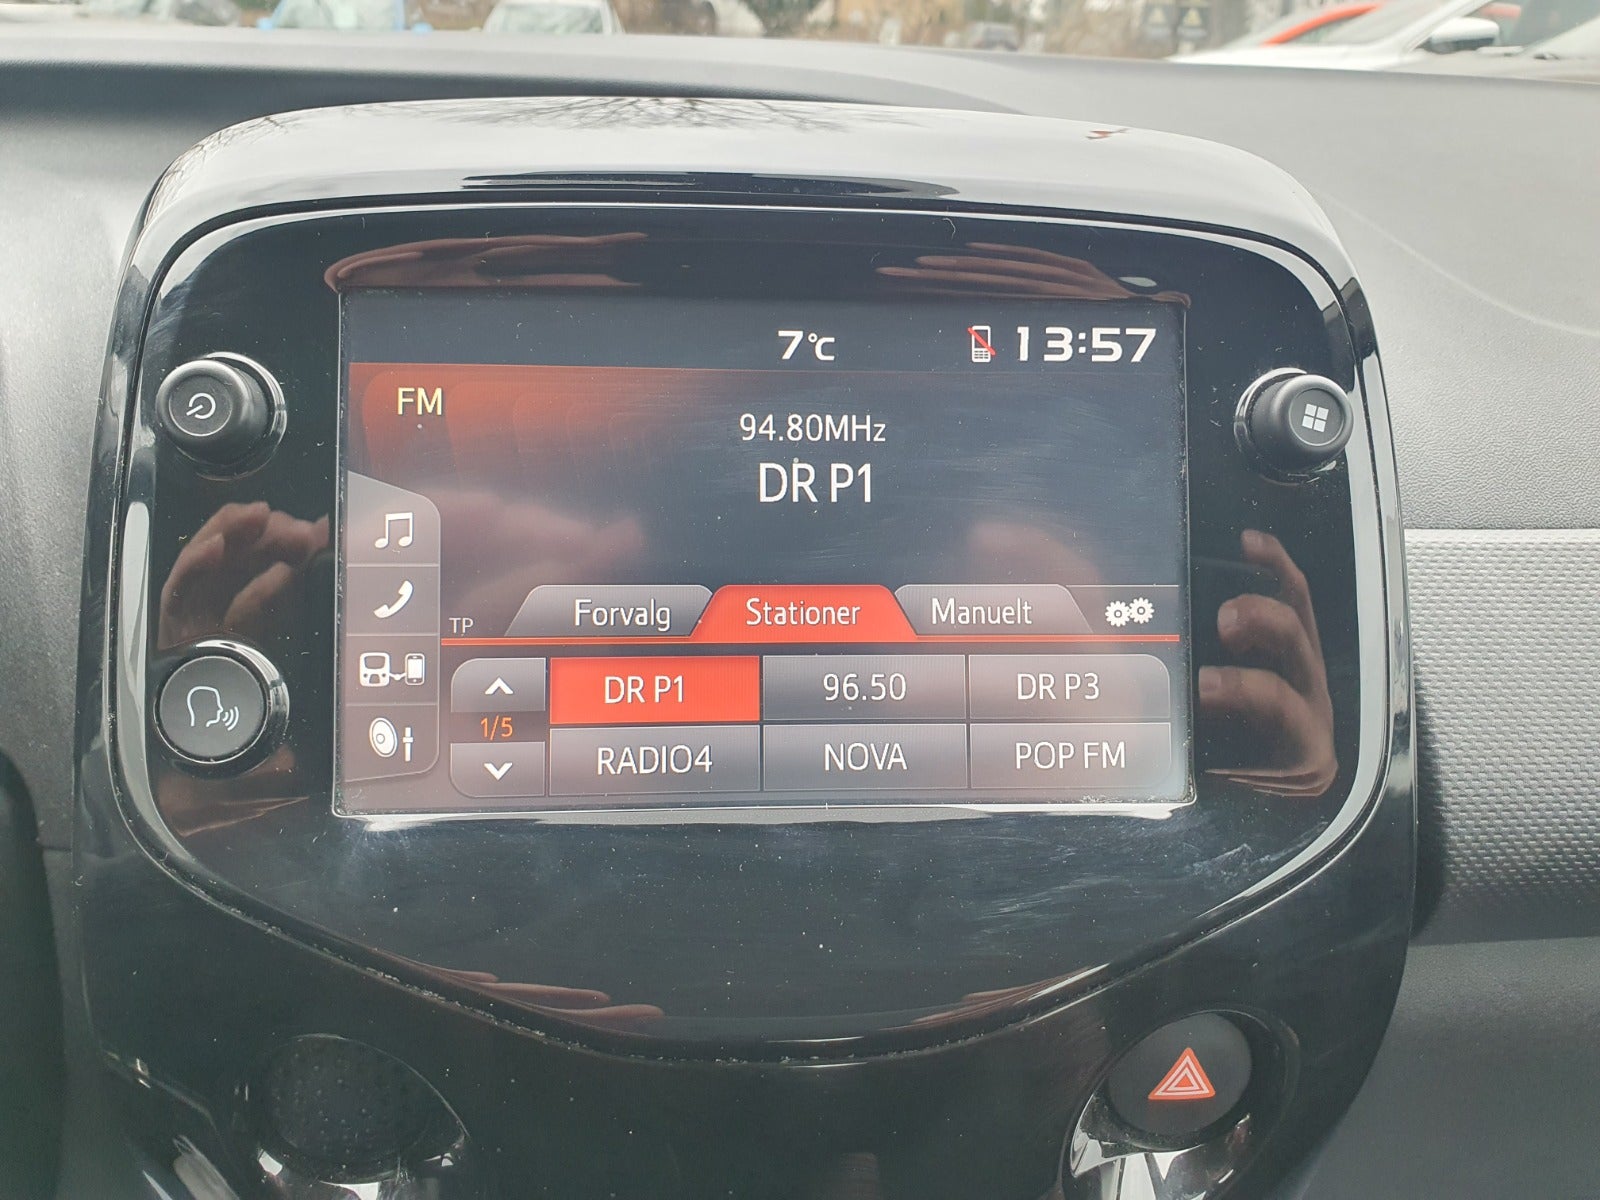 7°C 13:57
FM
94.80MHz
DR P1
TP Forvalg Stationer Manuelt
DR P1 96.50 DR P3
1/5
RADIO4 NOVA POP FM